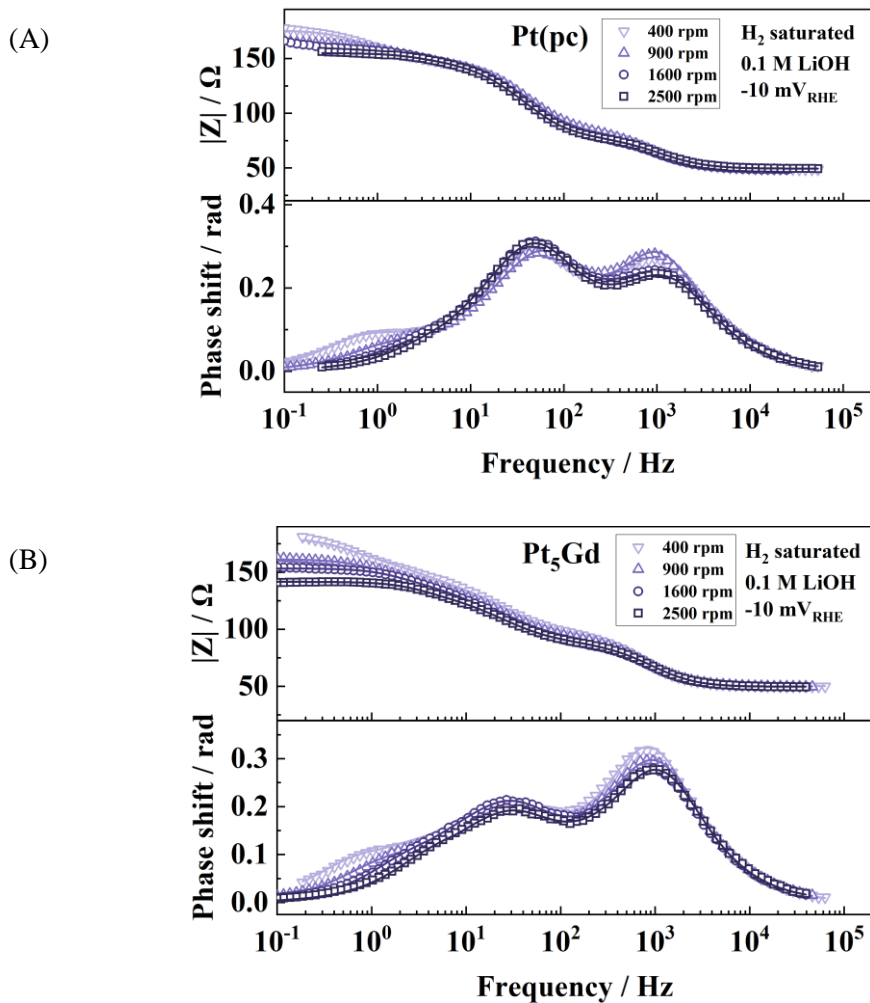 (A)
Pt(pc)
400 rpm
900 rpm
1600 rpm
2500 rpm
H₂ saturated
0.1 M LiOH
-10 mV_RHE
|Z| / Ω
150
100
50
Phase shift / rad
0.4
0.2
0.0
10⁻¹ 10⁰ 10¹ 10² 10³ 10⁴ 10⁵
Frequency / Hz
(B)
Pt₅Gd
400 rpm
900 rpm
1600 rpm
2500 rpm
H₂ saturated
0.1 M LiOH
-10 mV_RHE
|Z| / Ω
150
100
50
Phase shift / rad
0.3
0.2
0.1
0.0
10⁻¹ 10⁰ 10¹ 10² 10³ 10⁴ 10⁵
Frequency / Hz